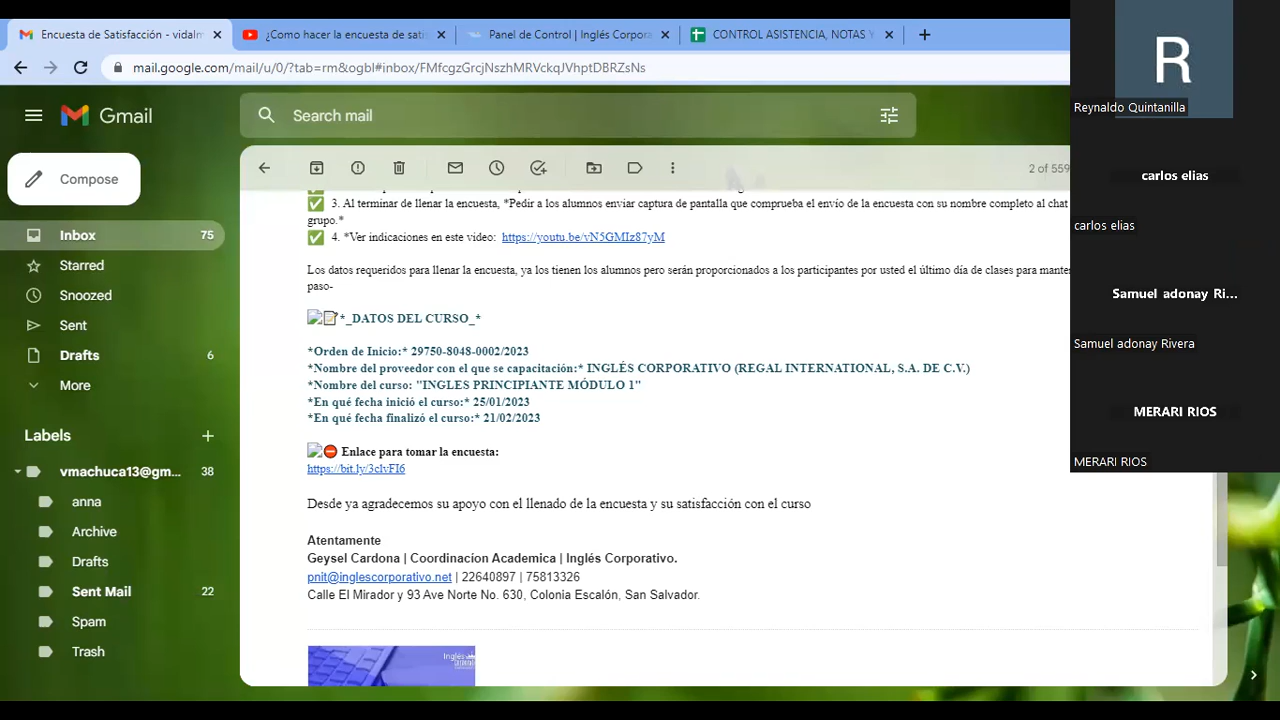 Encuesta de Satisfacción - vidalm
¿Como hacer la encuesta de sati
Panel de Control | Inglés Corpora
CONTROL ASISTENCIA, NOTAS Y
mail.google.com/mail/u/0/?tab=rm&ogbl#inbox/FMfcgzGrcjNszhMRVckqJVhptDBRZsNs
Gmail
Search mail
Compose
2 of 559
Inbox 75
Starred
Snoozed
Sent
Drafts 6
More
Labels
vmachuca13@gm... 38
anna
Archive
Drafts
Sent Mail 22
Spam
Trash
3. Al terminar de llenar la encuesta, *Pedir a los alumnos enviar captura de pantalla que comprueba el envío de la encuesta con su nombre completo al chat
grupo.*
4. *Ver indicaciones en este video: https://youtu.be/vN5GMIz87yM
Los datos requeridos para llenar la encuesta, ya los tienen los alumnos pero serán proporcionados a los participantes por usted el último día de clases para mante
paso-
*_DATOS DEL CURSO_*
*Orden de Inicio:* 29750-8048-0002/2023
*Nombre del proveedor con el que se capacitación:* INGLÉS CORPORATIVO (REGAL INTERNATIONAL, S.A. DE C.V.)
*Nombre del curso: "INGLES PRINCIPIANTE MÓDULO 1"
*En qué fecha inició el curso:* 25/01/2023
*En qué fecha finalizó el curso:* 21/02/2023
Enlace para tomar la encuesta:
https://bit.ly/3clvFI6
Desde ya agradecemos su apoyo con el llenado de la encuesta y su satisfacción con el curso
Atentamente
Geysel Cardona | Coordinacíon Academica | Inglés Corporativo.
pnit@inglescorporativo.net | 22640897 | 75813326
Calle El Mirador y 93 Ave Norte No. 630, Colonia Escalón, San Salvador.
R
Reynaldo Quintanilla
carlos elias
carlos elias
Samuel adonay Ri...
Samuel adonay Rivera
MERARI RIOS
MERARI RIOS